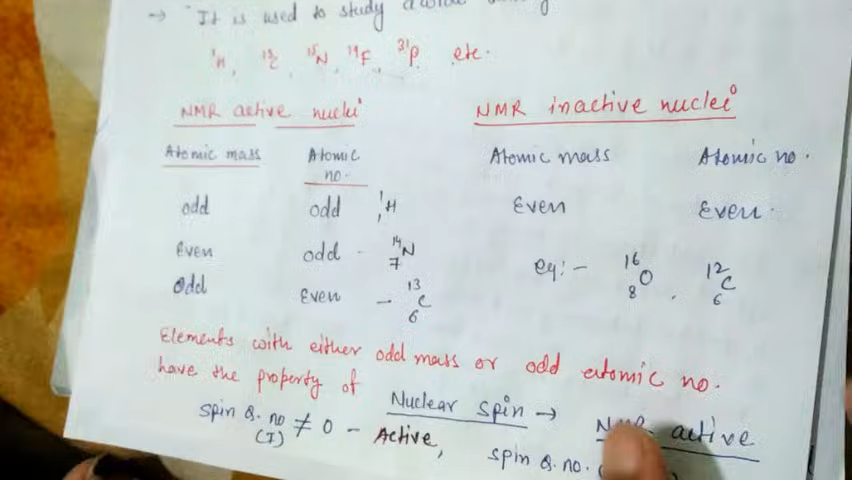 → It is used to study
¹H, ¹³C, ¹⁵N, ¹⁹F, ³¹P, etc.
NMR active nuclei
Atomic mass Atomic no.
odd odd ¹₁H
Even odd - ¹⁴₇N
Odd Even - ¹³₆C
NMR inactive nuclei
Atomic mass Atomic no.
Even Even.
eg:- ¹⁶₈O, ¹²₆C
Elements with either odd mass or odd atomic no.
have the property of Nuclear spin → active
spin Q. no (I) ≠ 0 - Active, spin Q. no.